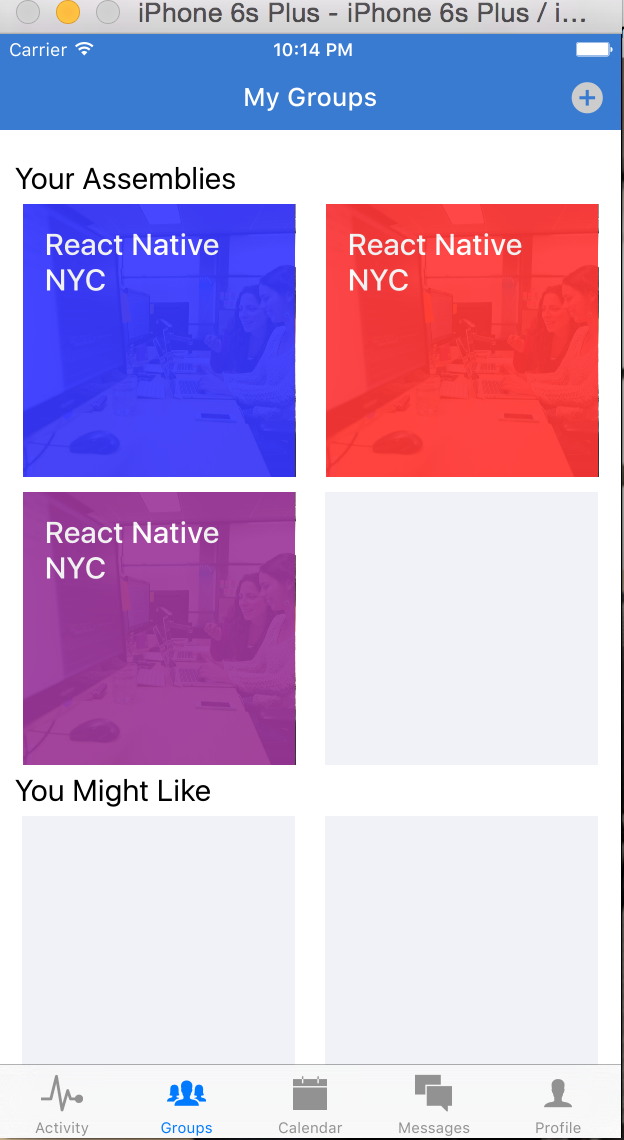 iPhone 6s Plus - iPhone 6s Plus / i...
Carrier 10:14 PM
My Groups
Your Assemblies
React Native
NYC
React Native
NYC
React Native
NYC
You Might Like
Activity Groups Calendar Messages Profile